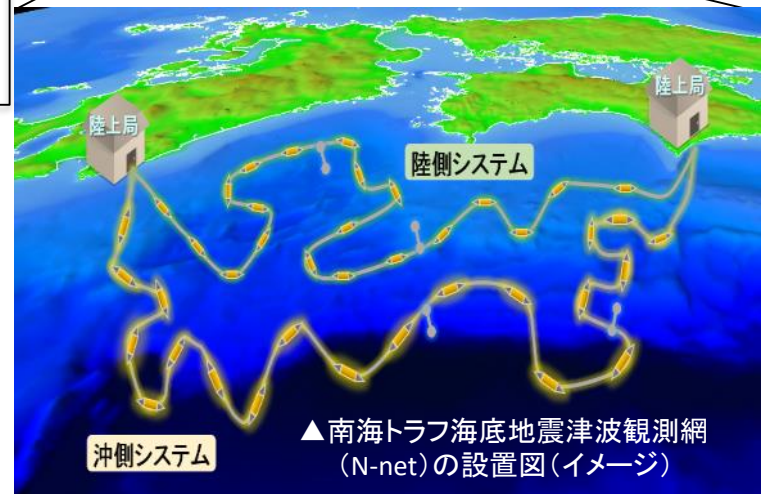 陸上局
陸上局
陸側システム
沖側システム
▲南海トラフ海底地震津波観測網
（N-net）の設置図（イメージ）